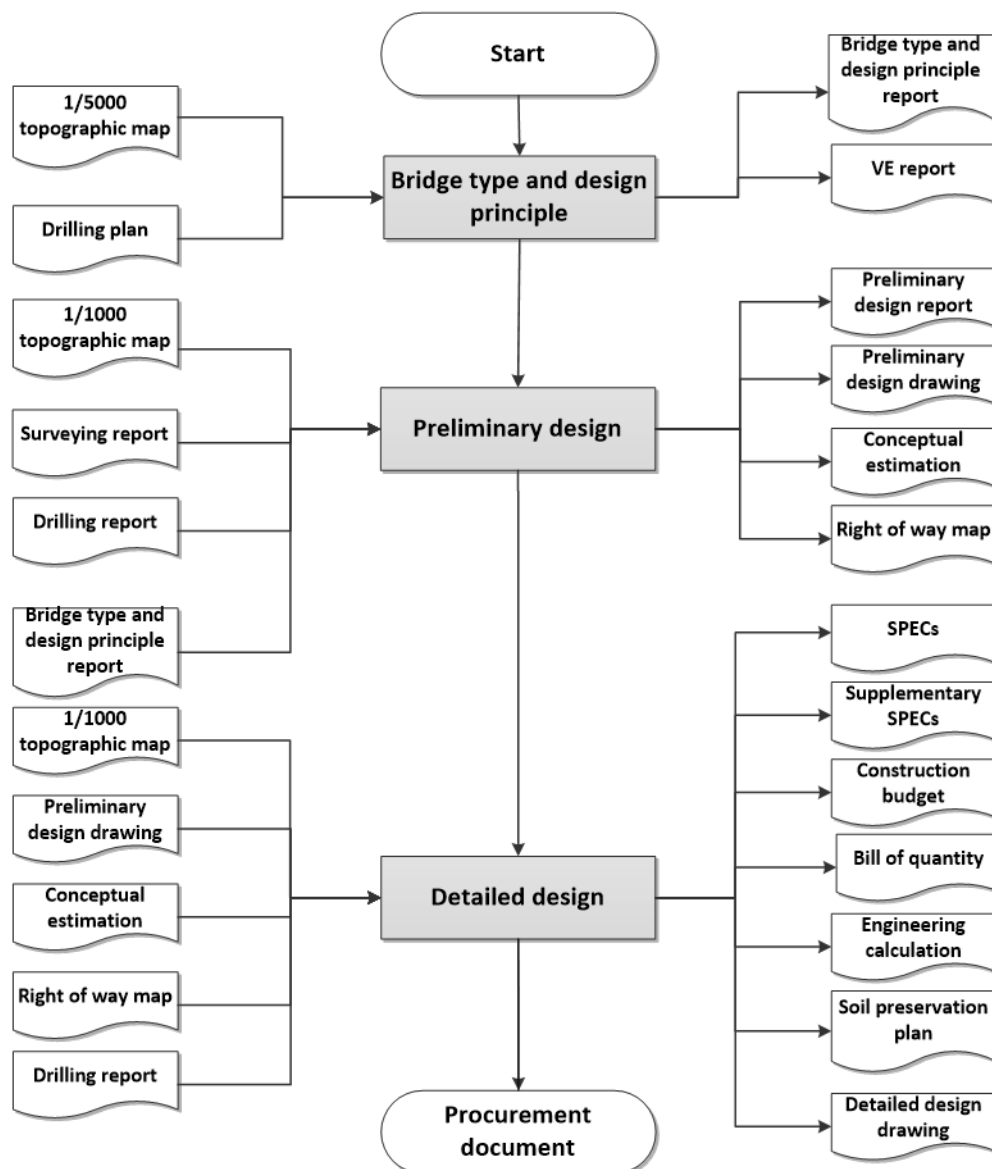 Start
1/5000
topographic map
Drilling plan
Bridge type and design
principle
Bridge type and
design principle
report
VE report
1/1000
topographic map
Surveying report
Drilling report
Bridge type and
design principle
report
Preliminary design
Preliminary
design report
Preliminary
design drawing
Conceptual
estimation
Right of way map
1/1000
topographic map
Preliminary
design drawing
Conceptual
estimation
Right of way map
Drilling report
Detailed design
SPECs
Supplementary
SPECs
Construction
budget
Bill of quantity
Engineering
calculation
Soil preservation
plan
Detailed design
drawing
Procurement
document